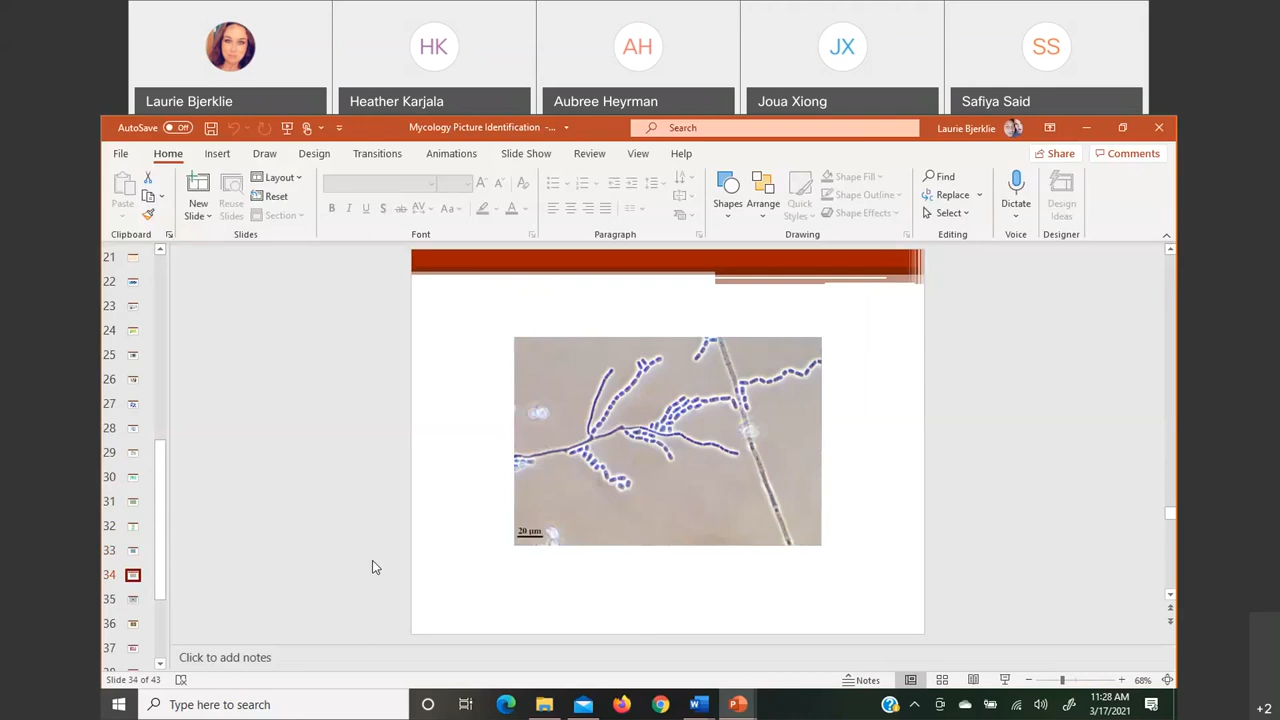 HK
AH
JX
SS
Laurie Bjerklie
Heather Karjala
Aubree Heyrman
Joua Xiong
Safiya Said
AutoSave Off
Mycology Picture Identification -...
Search
Laurie Bjerklie
File Home Insert Draw Design Transitions Animations Slide Show Review View Help
Share
Comments
Paste
New Slide
Reuse Slides
Layout
Reset
Section
B I U S ab AV Aa A
Shapes
Arrange
Quick Styles
Shape Fill
Shape Outline
Shape Effects
Find
Replace
Select
Dictate
Design Ideas
Clipboard
Slides
Font
Paragraph
Drawing
Editing
Voice
Designer
21
22
23
24
25
26
27
28
29
30
31
32
33
34
35
36
37
20 µm
Click to add notes
Slide 34 of 43
Notes
68%
Type here to search
11:28 AM
3/17/2021
+2